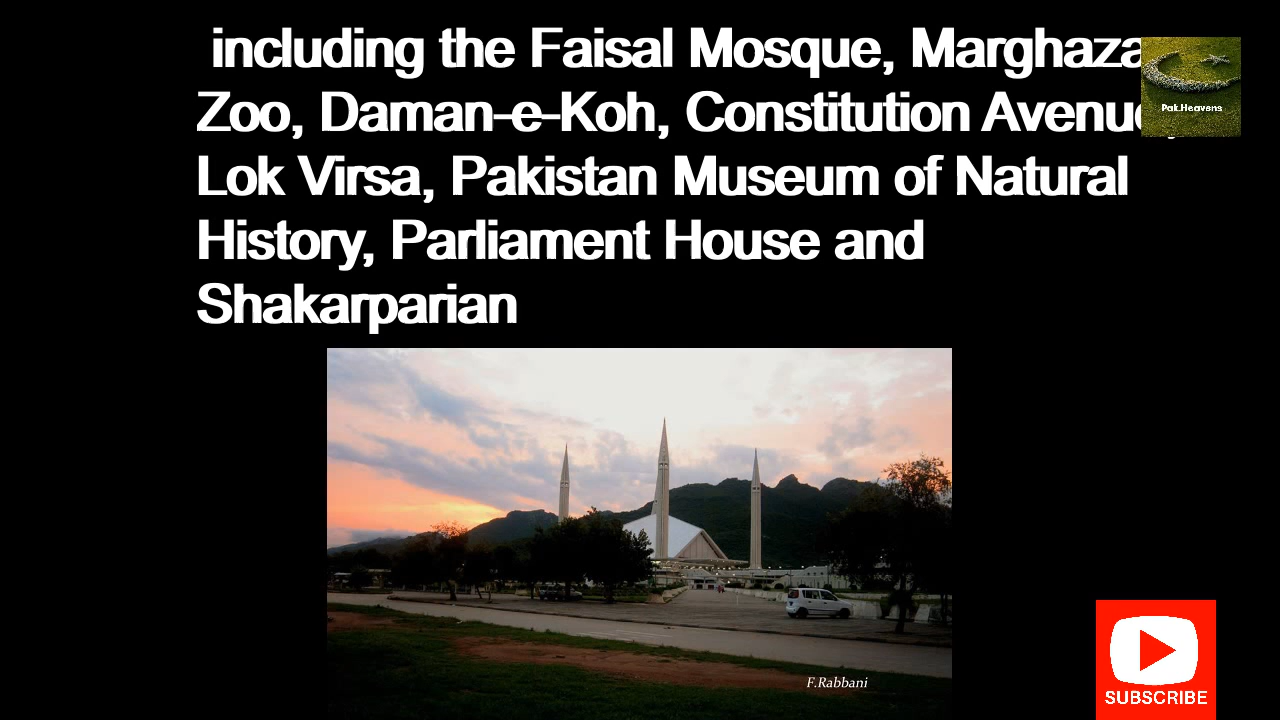 including the Faisal Mosque, Marghaza
Zoo, Daman-e-Koh, Constitution Avenue,
Lok Virsa, Pakistan Museum of Natural
History, Parliament House and
Shakarparian
Pak.Heavens
F.Rabbani
SUBSCRIBE